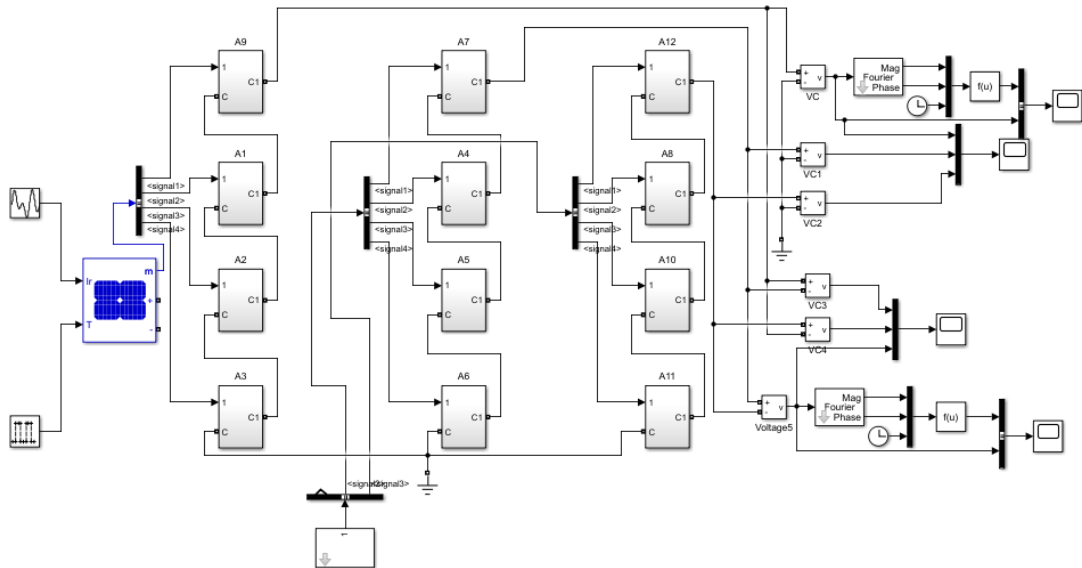 A9
1
C1
C
A1
1
C1
C
A2
1
C1
C
A3
1
C1
C
<signal1>
<signal2>
<signal3>
<signal4>
Ir
T
m
+
-
A7
1
C1
C
A4
1
C1
C
A5
1
C1
C
A6
1
C1
C
<signal1>
<signal2>
<signal3>
<signal4>
A12
1
C1
C
A8
1
C1
C
A10
1
C1
C
A11
1
C1
C
<signal1>
<signal2>
<signal3>
<signal4>
+
-
v
VC
Mag
Fourier
Phase
f(u)
+
-
v
VC1
+
-
v
VC2
+
-
v
VC3
+
-
v
VC4
+
-
v
Voltage5
Mag
Fourier
Phase
f(u)